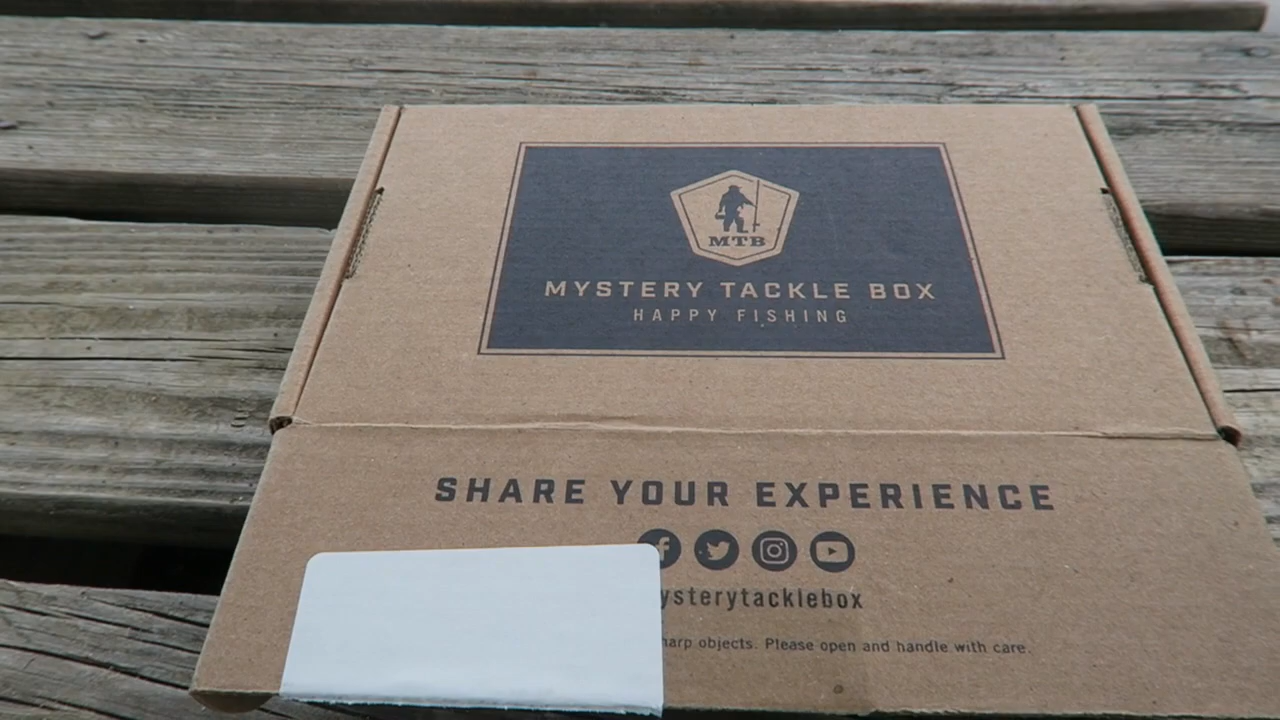 MTB
MYSTERY TACKLE BOX
HAPPY FISHING
SHARE YOUR EXPERIENCE
ysterytacklebox
harp objects. Please open and handle with care.